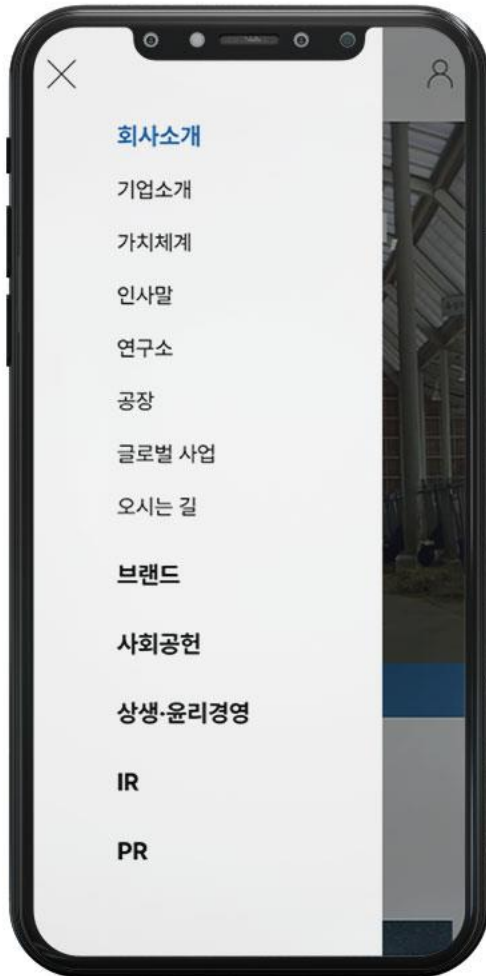 회사소개
기업소개
가치체계
인사말
연구소
공장
글로벌 사업
오시는 길
브랜드
사회공헌
상생·윤리경영
IR
PR